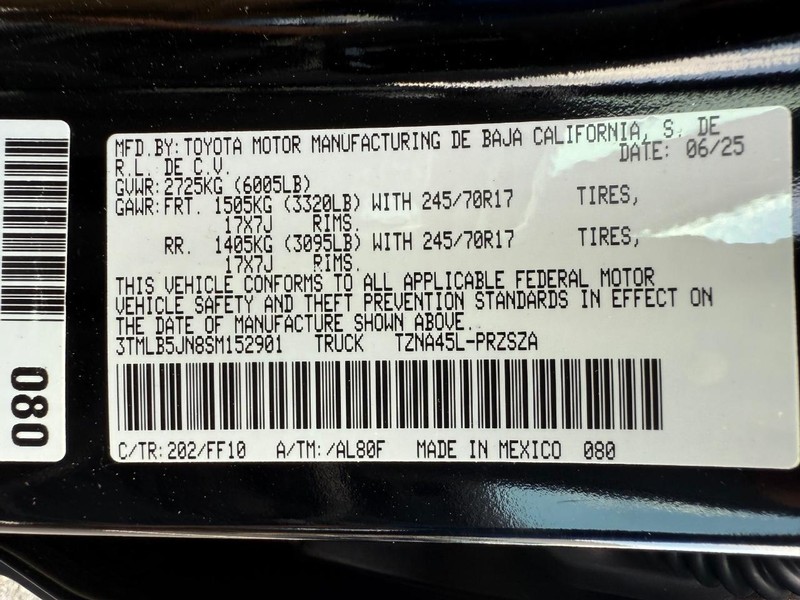 MFD.BY:TOYOTA MOTOR MANUFACTURING DE BAJA CALIFORNIA, S. DE
R.L. DE C.V. DATE: 06/25
GVWR:2725KG (6005LB)
GAWR:FRT. 1505KG (3320LB) WITH 245/70R17 TIRES,
17X7J RIMS.
RR. 1405KG (3095LB) WITH 245/70R17 TIRES,
17X7J RIMS.
THIS VEHICLE CONFORMS TO ALL APPLICABLE FEDERAL MOTOR
VEHICLE SAFETY AND THEFT PREVENTION STANDARDS IN EFFECT ON
THE DATE OF MANUFACTURE SHOWN ABOVE.
3TMLB5JN8SM152901 TRUCK TZNA45L-PRZSZA
C/TR:202/FF10 A/TM:/AL80F MADE IN MEXICO 080
080